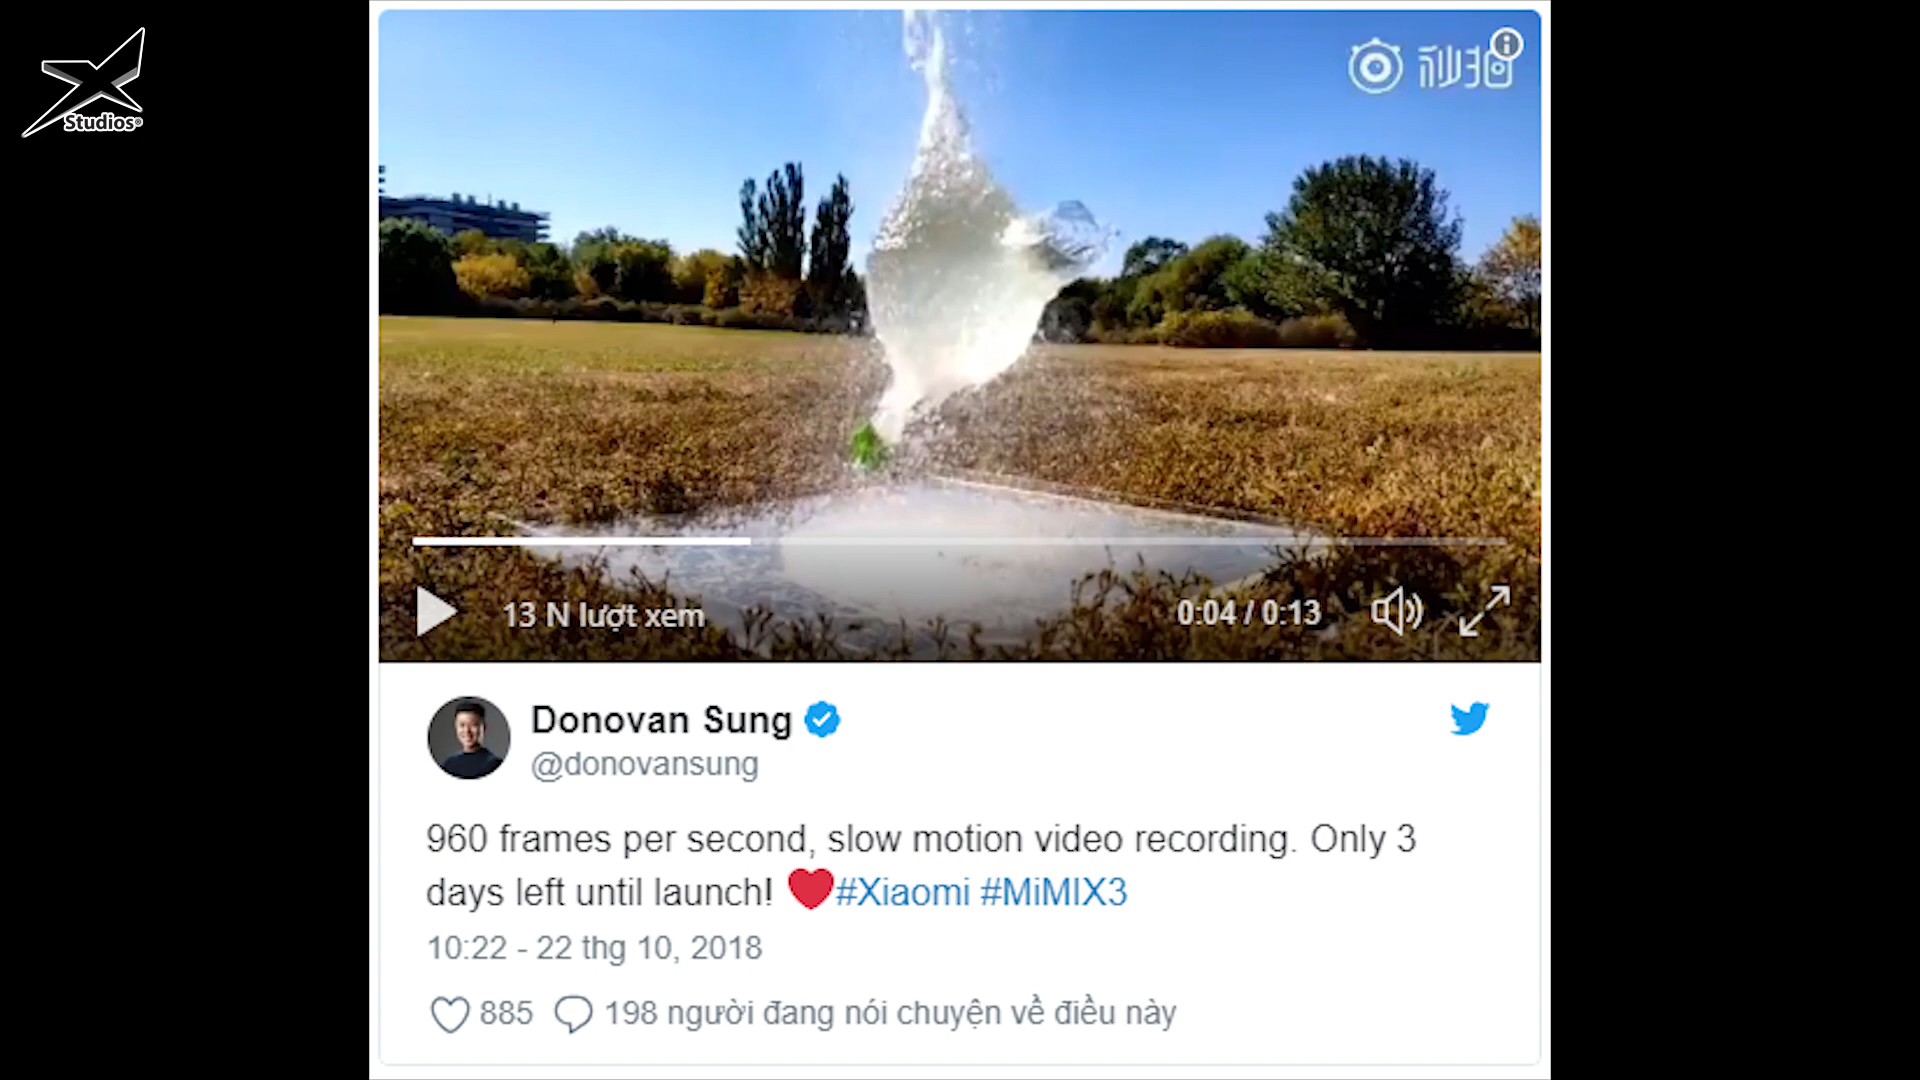 Studios®
秒拍
13 N lượt xem
0:04 / 0:13
Donovan Sung
@donovansung
960 frames per second, slow motion video recording. Only 3
days left until launch! ❤️#Xiaomi #MiMIX3
10:22 - 22 thg 10, 2018
885 198 người đang nói chuyện về điều này